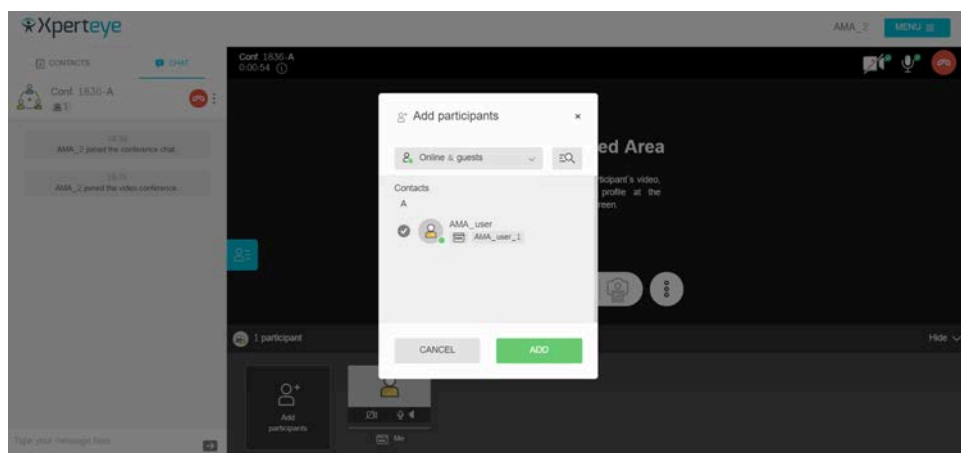 Xperteye
AMA_2
MENU
CONTACTS
CHAT
Conf. 1836-A
1
AMA_2 joined the conference chat.
AMA_2 joined the video conference.
Type your message here
Conf. 1836-A
0:00:54
ed Area
ticipant's video,
profile at the
reen.
Add participants
Online & guests
Contacts
A
AMA_user
AMA_user_1
CANCEL
ADD
1 participant
Hide
Add
participants
Me